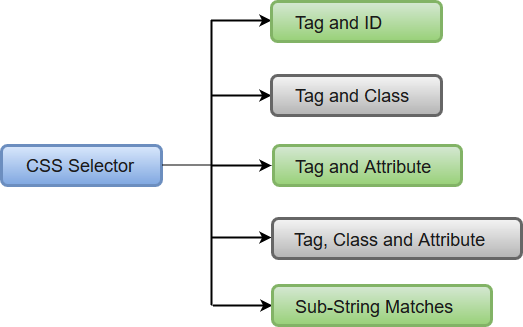 Tag and ID
Tag and Class
CSS Selector
Tag and Attribute
Tag, Class and Attribute
Sub-String Matches